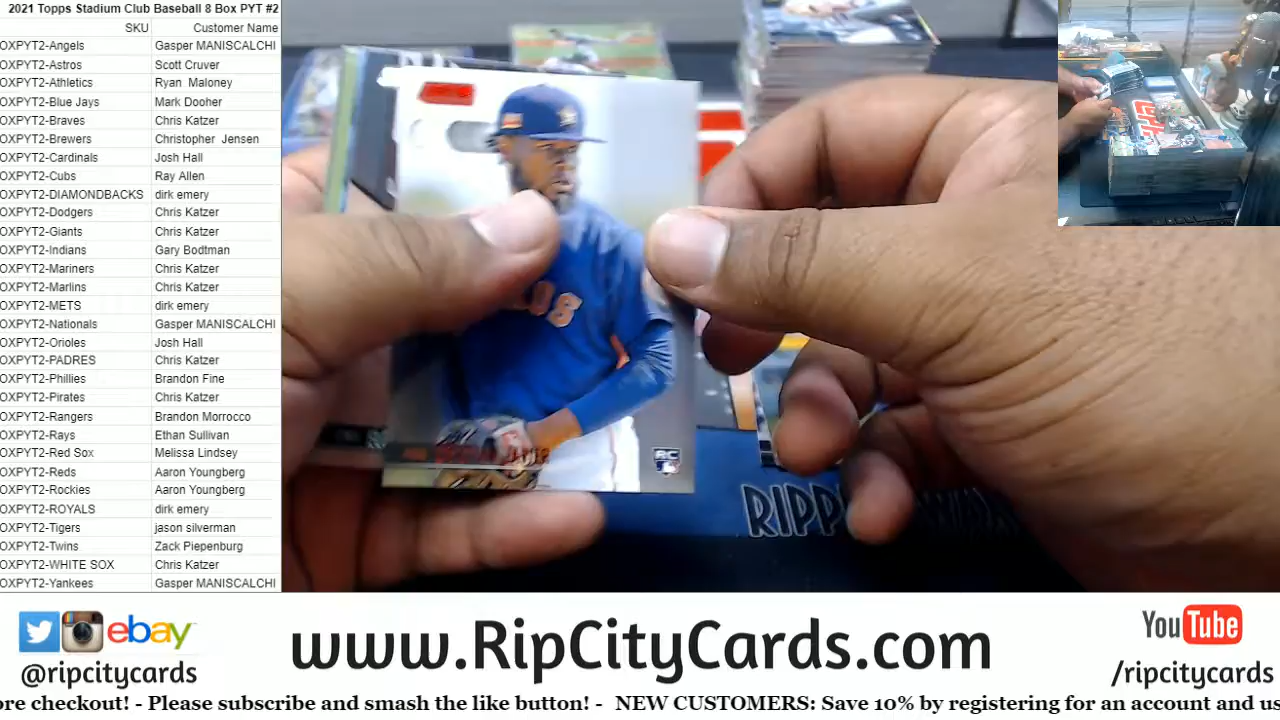 2021 Topps Stadium Club Baseball 8 Box PYT #2
SKU Customer Name
OXPYT2-Angels Gasper MANISCALCHI
OXPYT2-Astros Scott Cruver
OXPYT2-Athletics Ryan Maloney
OXPYT2-Blue Jays Mark Dooher
OXPYT2-Braves Chris Katzer
OXPYT2-Brewers Christopher Jensen
OXPYT2-Cardinals Josh Hall
OXPYT2-Cubs Ray Allen
OXPYT2-DIAMONDBACKS dirk emery
OXPYT2-Dodgers Chris Katzer
OXPYT2-Giants Chris Katzer
OXPYT2-Indians Gary Bodtman
OXPYT2-Mariners Chris Katzer
OXPYT2-Marlins Chris Katzer
OXPYT2-METS dirk emery
OXPYT2-Nationals Gasper MANISCALCHI
OXPYT2-Orioles Josh Hall
OXPYT2-PADRES Chris Katzer
OXPYT2-Phillies Brandon Fine
OXPYT2-Pirates Chris Katzer
OXPYT2-Rangers Brandon Morrocco
OXPYT2-Rays Ethan Sullivan
OXPYT2-Red Sox Melissa Lindsey
OXPYT2-Reds Aaron Youngberg
OXPYT2-Rockies Aaron Youngberg
OXPYT2-ROYALS dirk emery
OXPYT2-Tigers jason silverman
OXPYT2-Twins Zack Piepenburg
OXPYT2-WHITE SOX Chris Katzer
OXPYT2-Yankees Gasper MANISCALCHI
RC
ebay
@ripcitycards
www.RipCityCards.com
YouTube
/ripcitycards
ore checkout! - Please subscribe and smash the like button! - NEW CUSTOMERS: Save 10% by registering for an account and us